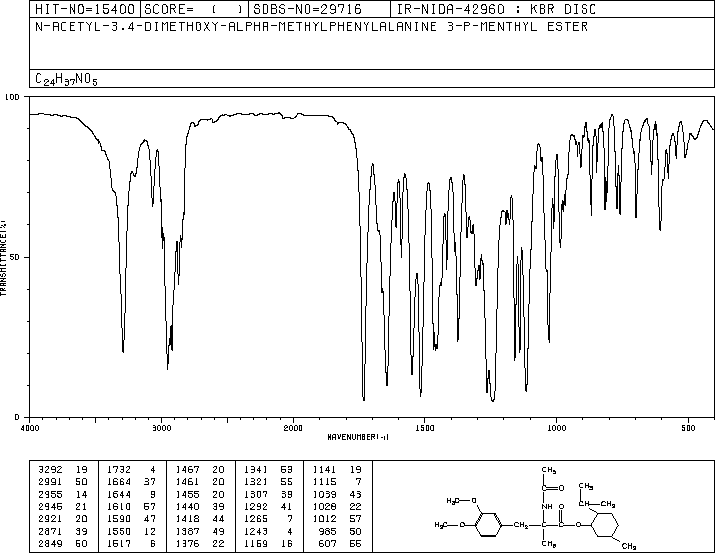 HIT-NO=15400 SCORE= ( ) SDBS-NO=29716 IR-NIDA-42960 : KBR DISC
N-ACETYL-3,4-DIMETHOXY-ALPHA-METHYLPHENYLALANINE 3-P-MENTHYL ESTER
C24H37NO5
100
50
0
TRANSMITTANCE(%)
4000 3000 2000 1500 1000 500
WAVENUMBER(-1)
3292 19 1732 4 1467 20 1341 53 1141 19
2991 50 1664 37 1461 20 1321 55 1115 7
2955 14 1644 9 1455 20 1307 39 1039 43
2945 21 1610 57 1440 39 1292 41 1028 22
2921 20 1590 47 1418 44 1265 7 1012 57
2871 39 1550 12 1387 49 1243 4 985 50
2849 60 1517 6 1376 22 1159 16 607 55
CH3
C=O
NH
CH3
CH CH3
H3C O
H3C O CH2 C C O
CH3
O
CH3